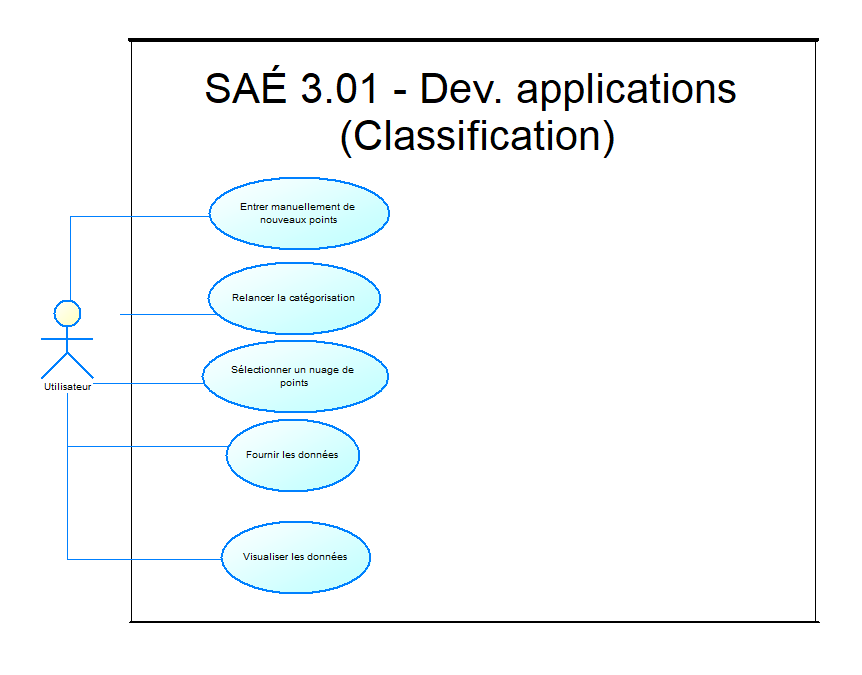 SAÉ 3.01 - Dev. applications
(Classification)
Entrer manuellement de
nouveaux points
Relancer la catégorisation
Sélectionner un nuage de
points
Utilisateur
Fournir les données
Visualiser les données